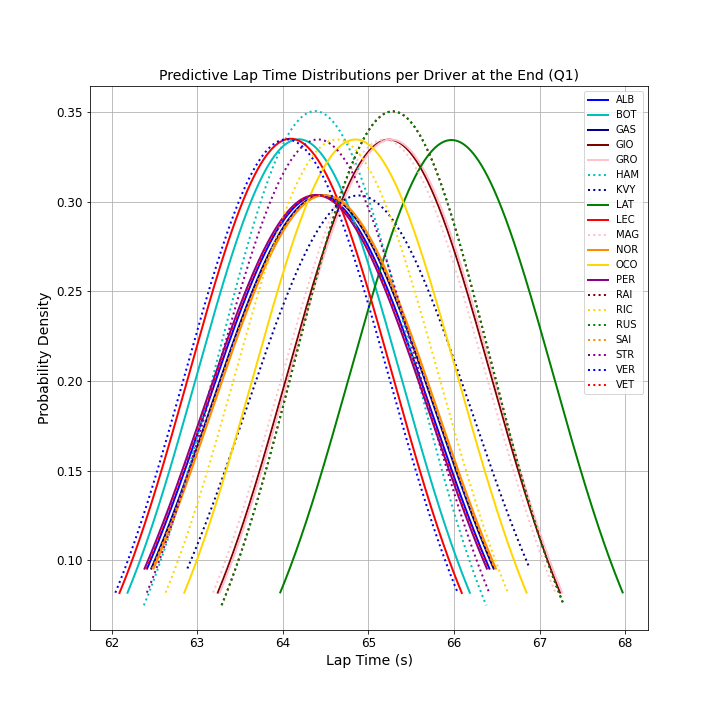 Predictive Lap Time Distributions per Driver at the End (Q1)
0.35
0.30
0.25
0.20
0.15
0.10
Probability Density
62 63 64 65 66 67 68
Lap Time (s)
ALB
BOT
GAS
GIO
GRO
HAM
KVY
LAT
LEC
MAG
NOR
OCO
PER
RAI
RIC
RUS
SAI
STR
VER
VET